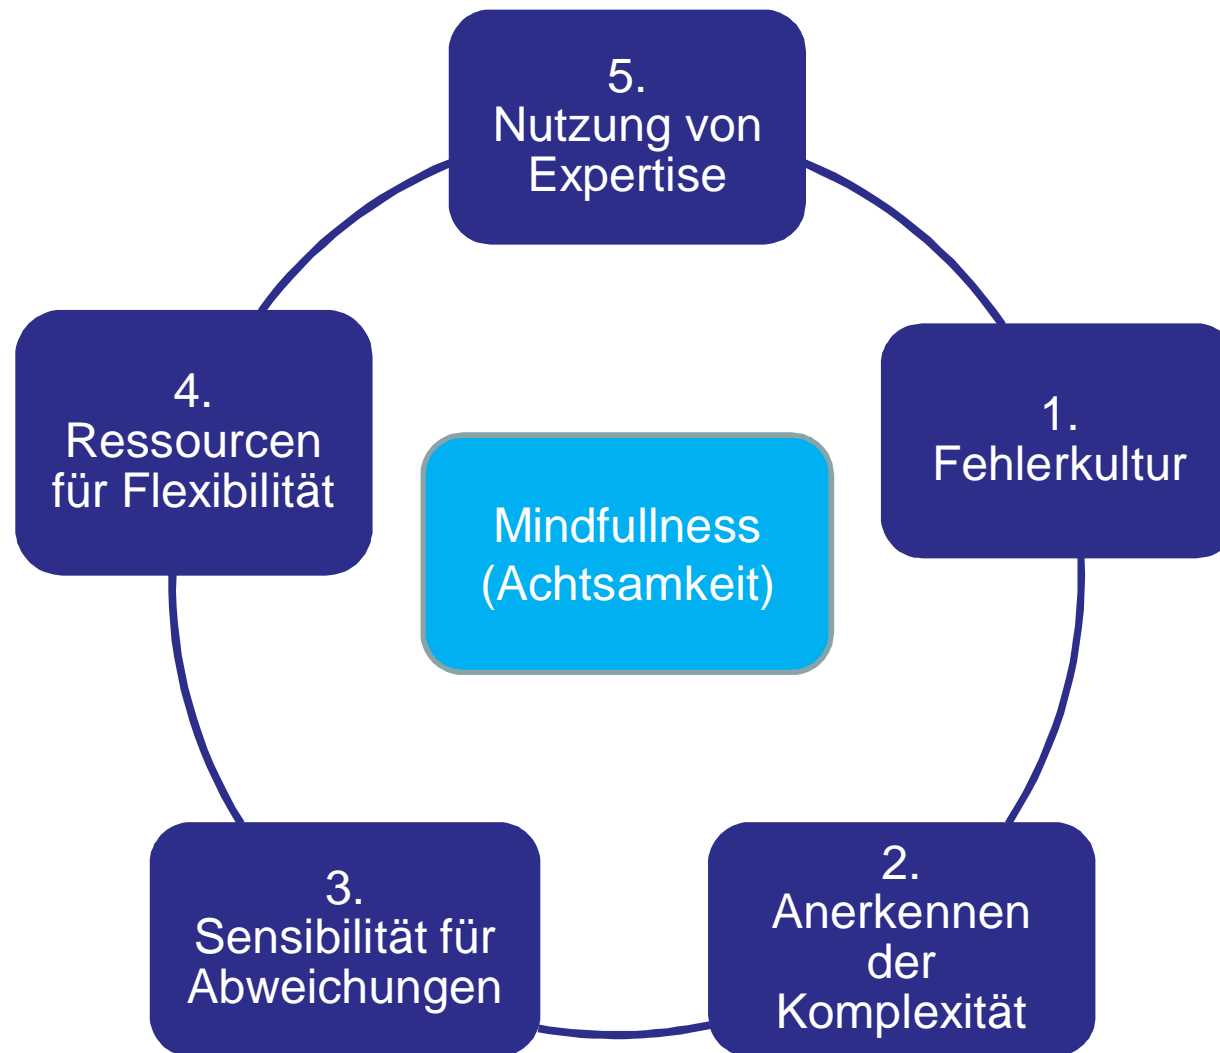 5.
Nutzung von
Expertise
4.
Ressourcen
für Flexibilität
1.
Fehlerkultur
Mindfullness
(Achtsamkeit)
3.
Sensibilität für
Abweichungen
2.
Anerkennen
der
Komplexität